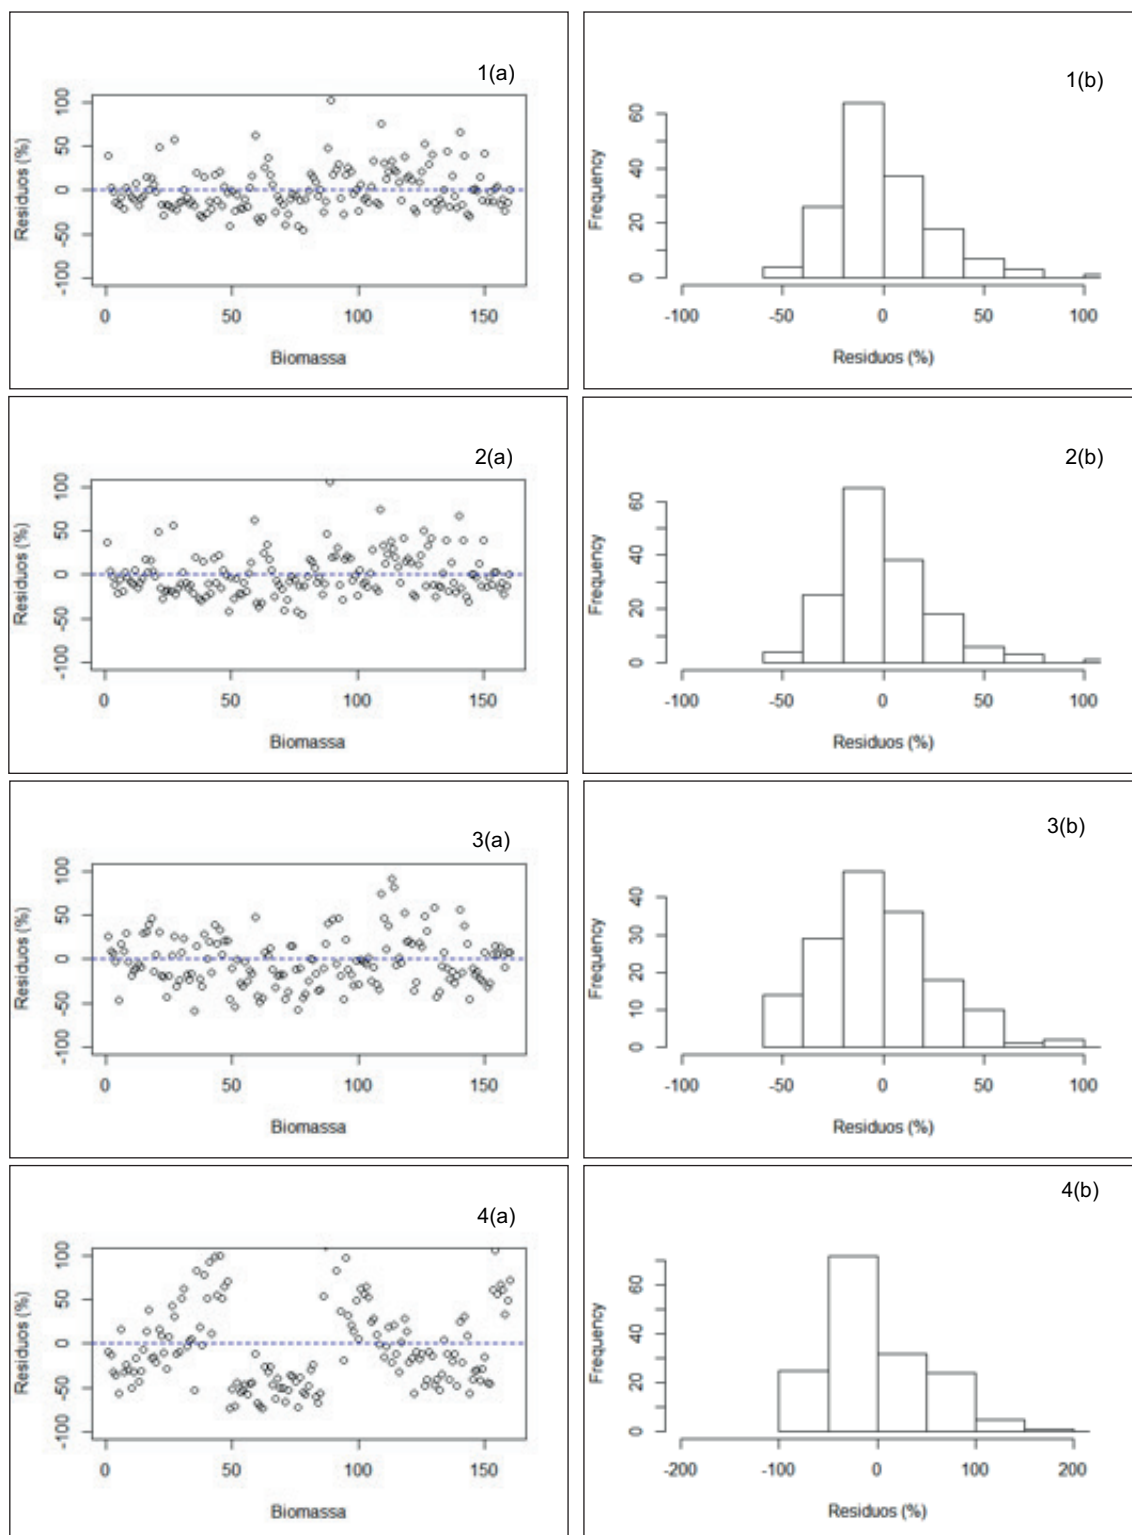 1(a)
100
50
0
-50
-100
Residuos (%)
0 50 100 150
Biomassa
1(b)
60
40
20
0
Frequency
-100 -50 0 50 100
Residuos (%)
2(a)
100
50
0
-50
-100
Residuos (%)
0 50 100 150
Biomassa
2(b)
60
40
20
0
Frequency
-100 -50 0 50 100
Residuos (%)
3(a)
100
50
0
-50
-100
Residuos (%)
0 50 100 150
Biomassa
3(b)
40
30
20
10
0
Frequency
-100 -50 0 50 100
Residuos (%)
4(a)
100
50
0
-50
-100
Residuos (%)
0 50 100 150
Biomassa
4(b)
60
40
20
0
Frequency
-200 -100 0 100 200
Residuos (%)